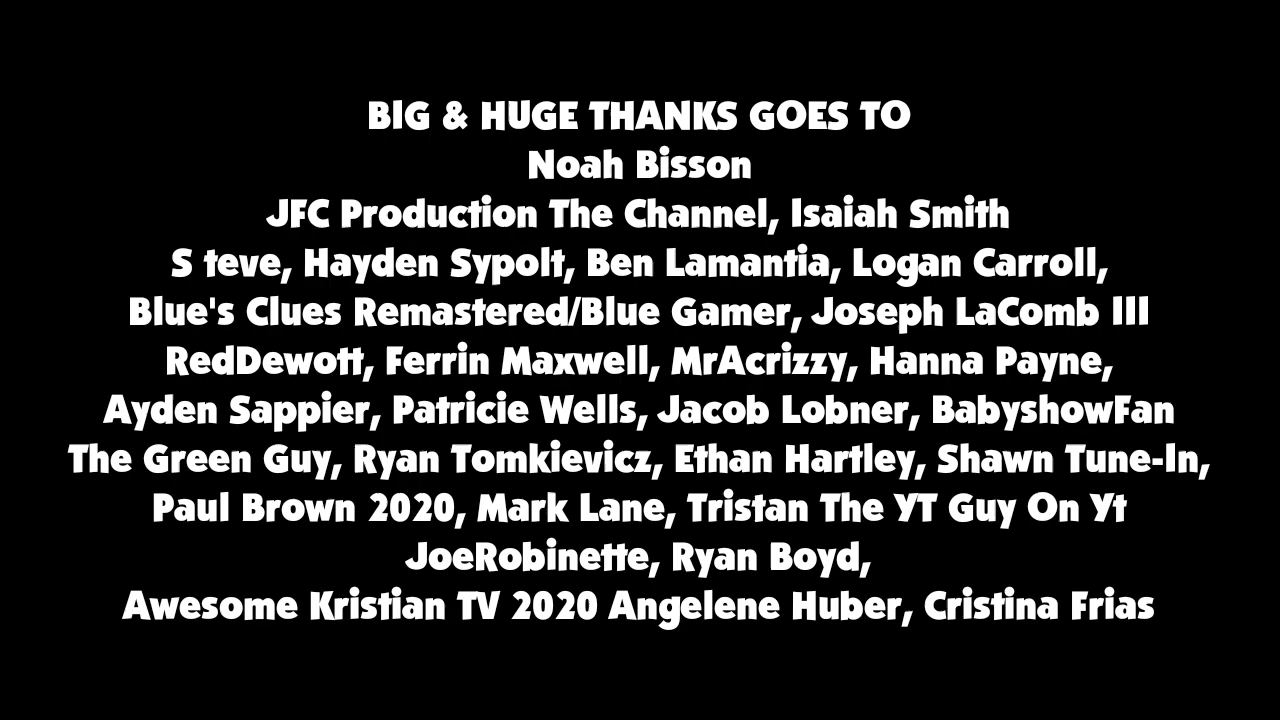 BIG & HUGE THANKS GOES TO
Noah Bisson
JFC Production The Channel, Isaiah Smith
S teve, Hayden Sypolt, Ben Lamantia, Logan Carroll,
Blue's Clues Remastered/Blue Gamer, Joseph LaComb III
RedDewott, Ferrin Maxwell, MrAcrizzy, Hanna Payne,
Ayden Sappier, Patricie Wells, Jacob Lobner, BabyshowFan
The Green Guy, Ryan Tomkievicz, Ethan Hartley, Shawn Tune-In,
Paul Brown 2020, Mark Lane, Tristan The YT Guy On Yt
JoeRobinette, Ryan Boyd,
Awesome Kristian TV 2020 Angelene Huber, Cristina Frias